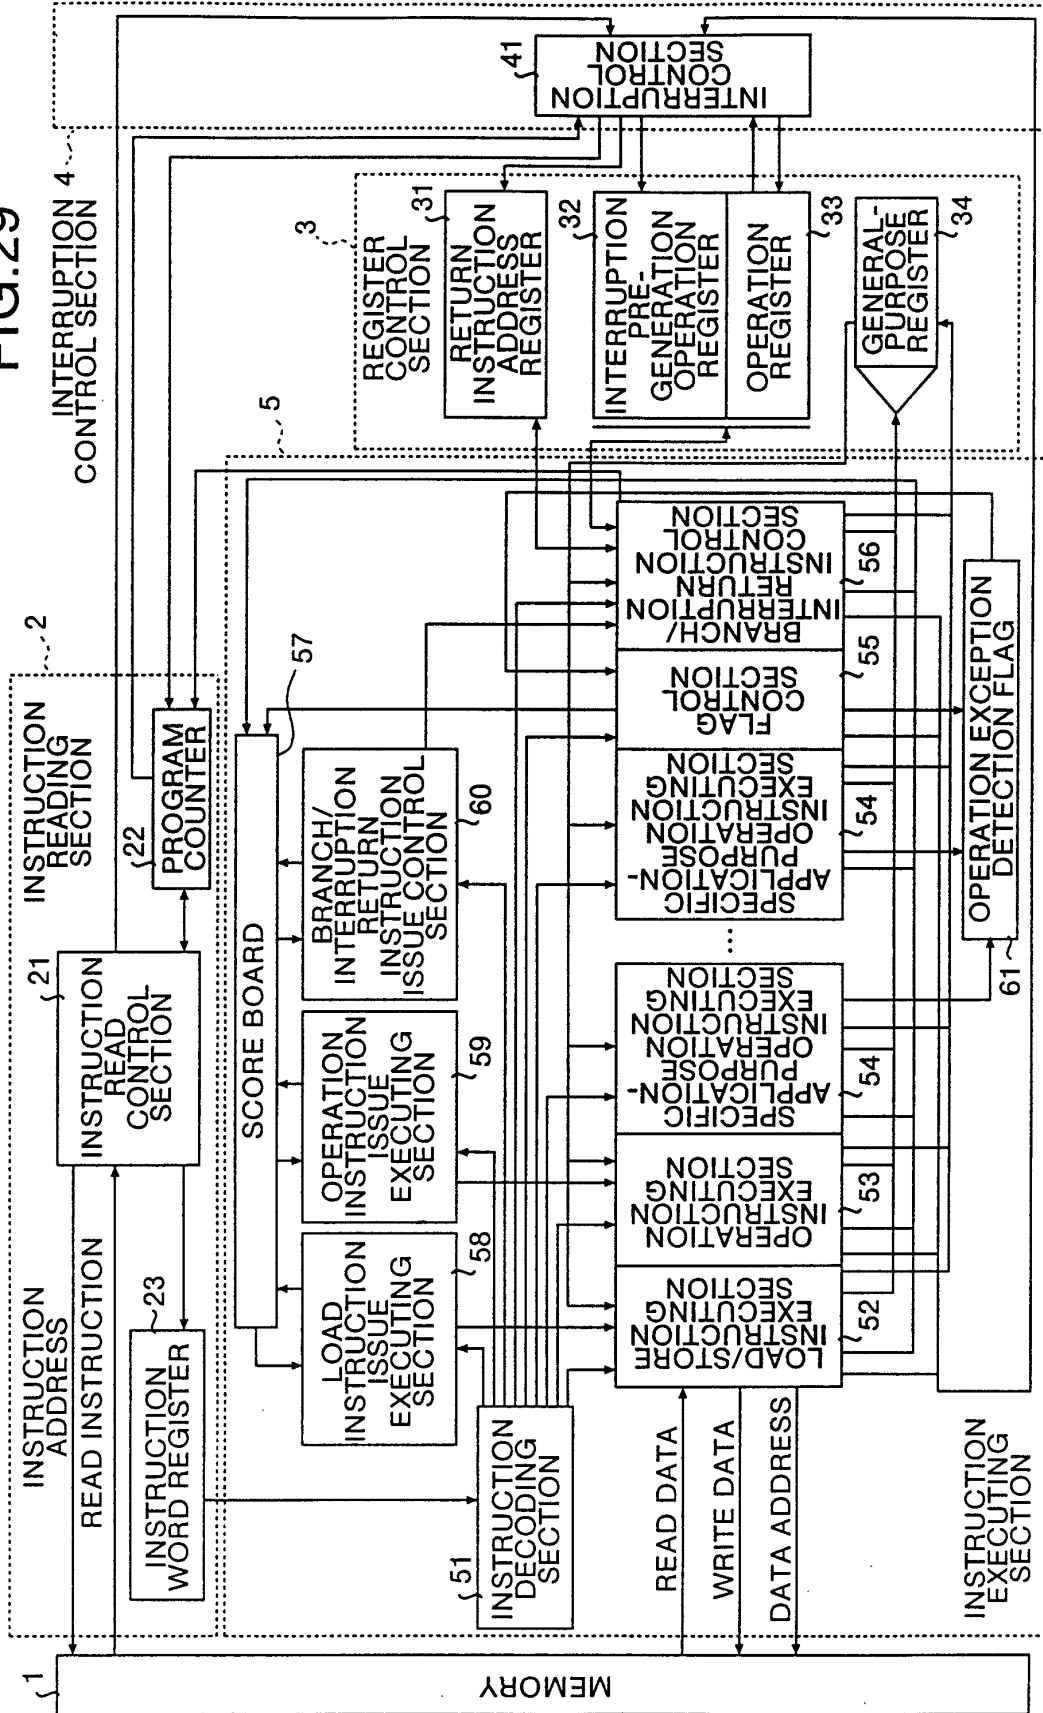 FIG.29
INTERRUPTION 4
CONTROL SECTION
41
INTERRUPTION
CONTROL
SECTION
3
REGISTER
CONTROL
SECTION
31
RETURN
INSTRUCTION
ADDRESS
REGISTER
32
INTERRUPTION
PRE-
GENERATION
OPERATION
REGISTER
OPERATION
REGISTER
33
GENERAL-
PURPOSE
REGISTER
34
2
INSTRUCTION
READING
SECTION
22
PROGRAM
COUNTER
21
INSTRUCTION
READ
CONTROL
SECTION
23
INSTRUCTION
WORD REGISTER
INSTRUCTION
ADDRESS
READ INSTRUCTION
1
MEMORY
5
57
SCORE BOARD
LOAD
INSTRUCTION
ISSUE
EXECUTING
SECTION
58
OPERATION
INSTRUCTION
ISSUE
EXECUTING
SECTION
59
BRANCH/
INTERRUPTION
RETURN
INSTRUCTION
ISSUE CONTROL
SECTION
60
51
INSTRUCTION
DECODING
SECTION
LOAD/STORE
INSTRUCTION
EXECUTING
SECTION
52
OPERATION
INSTRUCTION
EXECUTING
SECTION
53
SPECIFIC
APPLICATION-
PURPOSE
OPERATION
INSTRUCTION
EXECUTING
SECTION
54
...
SPECIFIC
APPLICATION-
PURPOSE
OPERATION
INSTRUCTION
EXECUTING
SECTION
54
FLAG
CONTROL
SECTION
55
BRANCH/
INTERRUPTION
RETURN
INSTRUCTION
CONTROL
SECTION
56
READ DATA
WRITE DATA
DATA ADDRESS
61
OPERATION EXCEPTION
DETECTION FLAG
INSTRUCTION
EXECUTING
SECTION